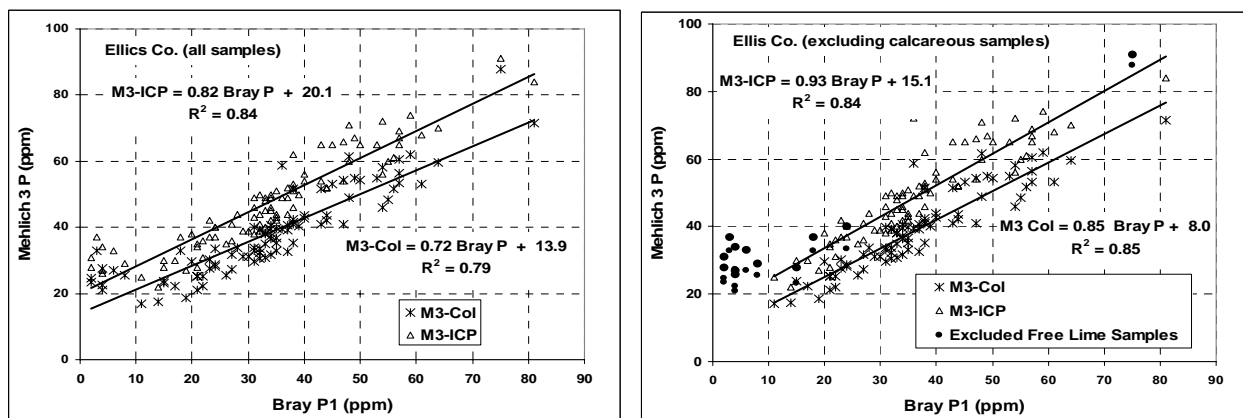 Ellics Co. (all samples)
M3-ICP = 0.82 Bray P + 20.1
R² = 0.84
M3-Col = 0.72 Bray P + 13.9
R² = 0.79
M3-Col
M3-ICP
Mehlich 3 P (ppm)
100
80
60
40
20
0
0 10 20 30 40 50 60 70 80 90
Bray P1 (ppm)
Ellis Co. (excluding calcareous samples)
M3-ICP = 0.93 Bray P + 15.1
R² = 0.84
M3 Col = 0.85 Bray P + 8.0
R² = 0.85
M3-Col
M3-ICP
Excluded Free Lime Samples
Mehlich 3 P (ppm)
100
80
60
40
20
0
0 10 20 30 40 50 60 70 80 90
Bray P1 (ppm)